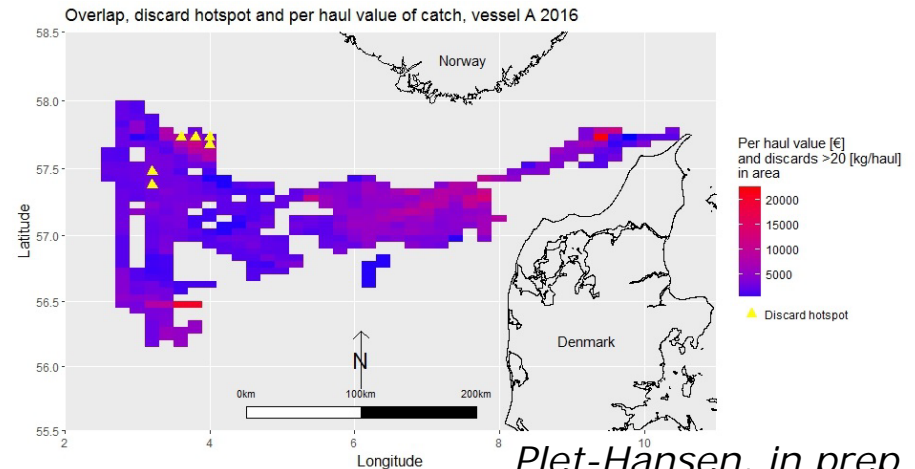 Overlap, discard hotspot and per haul value of catch, vessel A 2016
58.5
58.0
57.5
57.0
56.5
56.0
55.5
Latitude
Norway
Denmark
N
0km 100km 200km
2 4 6 8 10
Longitude
Per haul value [€]
and discards >20 [kg/haul]
in area
20000
15000
10000
5000
Discard hotspot
Plet-Hansen, in prep